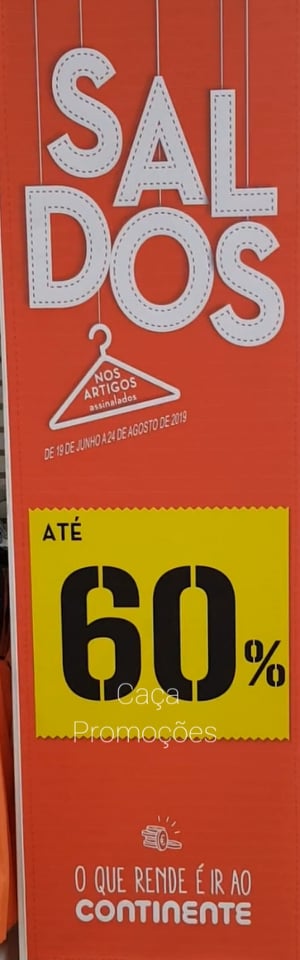 SAL
DOS
NOS
ARTIGOS
assinalados
DE 19 DE JUNHO A 24 DE AGOSTO DE 2019
ATÉ
60%
Caça
Promoções
O QUE RENDE É IR AO
CONTINENTE